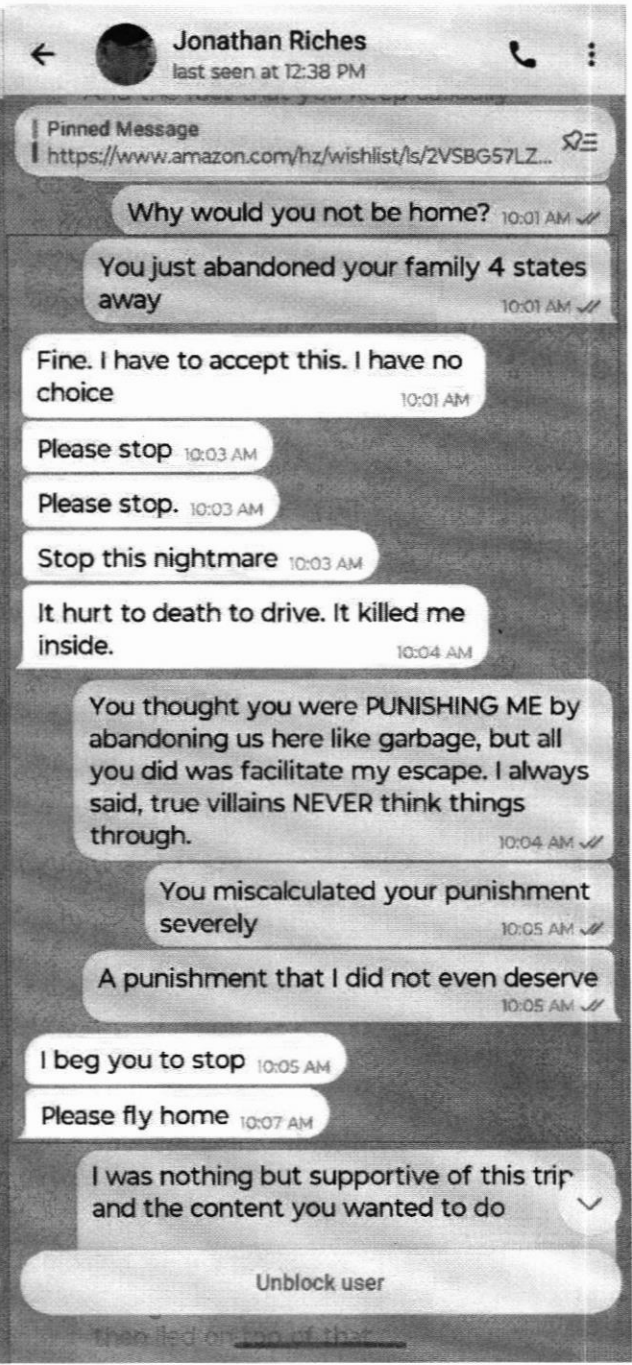 Jonathan Riches
last seen at 12:38 PM
Pinned Message
https://www.amazon.com/hz/wishlist/ls/2VSBG57LZ...
Why would you not be home? 10:01 AM
You just abandoned your family 4 states
away 10:01 AM
Fine. I have to accept this. I have no
choice 10:01 AM
Please stop 10:03 AM
Please stop. 10:03 AM
Stop this nightmare 10:03 AM
It hurt to death to drive. It killed me
inside. 10:04 AM
You thought you were PUNISHING ME by
abandoning us here like garbage, but all
you did was facilitate my escape. I always
said, true villains NEVER think things
through. 10:04 AM
You miscalculated your punishment
severely 10:05 AM
A punishment that I did not even deserve
10:05 AM
I beg you to stop 10:05 AM
Please fly home 10:07 AM
I was nothing but supportive of this trip
and the content you wanted to do
Unblock user
then lied on top of that